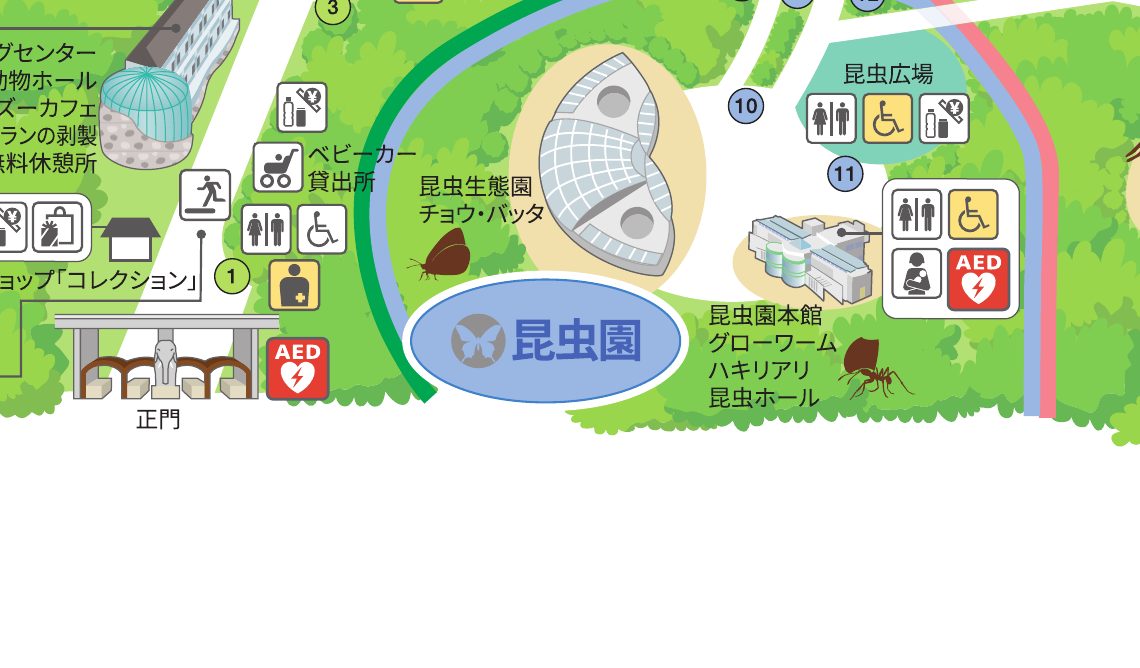 3
グセンター
動物ホール
ズーカフェ
ランの剥製
無料休憩所
ベビーカー
貸出所
ョップ「コレクション」
1
AED
正門
昆虫生態園
チョウ・バッタ
昆虫園
10
昆虫広場
11
AED
昆虫園本館
グローワーム
ハキリアリ
昆虫ホール